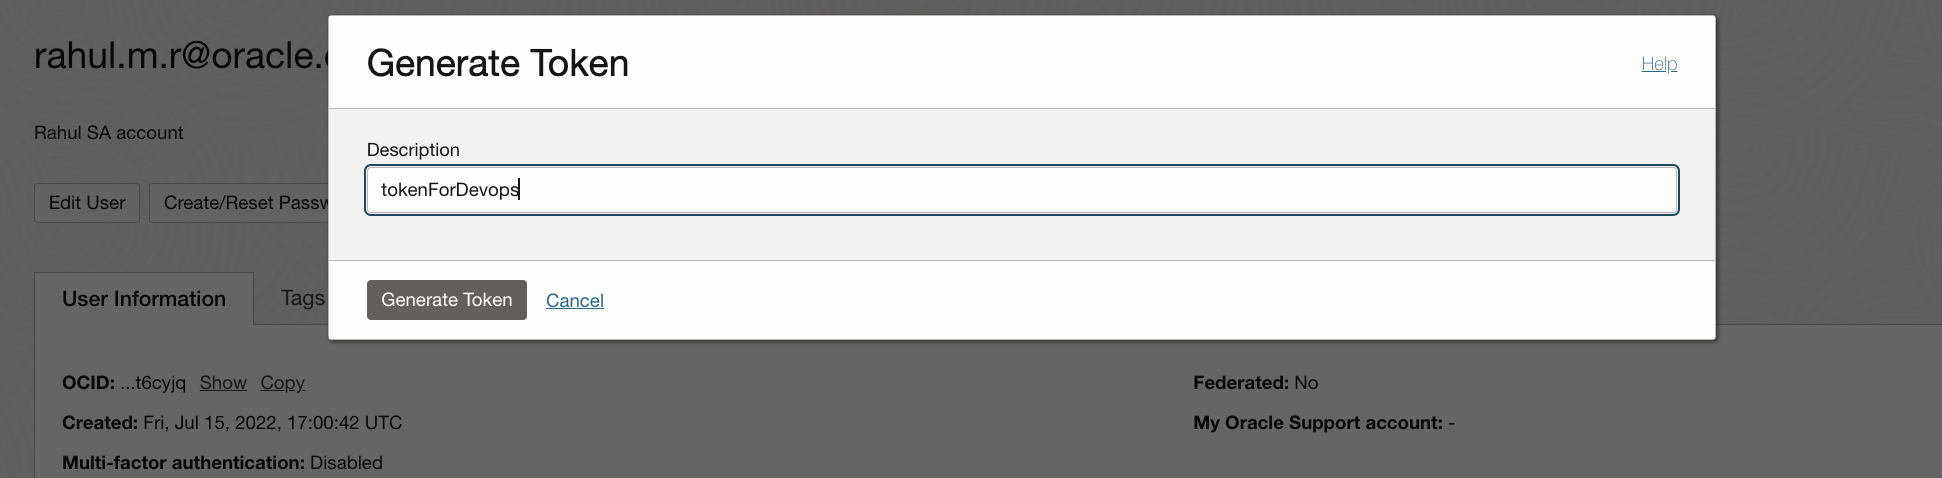 rahul.m.r@oracle.
Generate Token
Help
Rahul SA account
Description
tokenForDevops
Edit User
Create/Reset Passw
Generate Token
Cancel
User Information
Tags
OCID: ...t6cyjq Show Copy
Federated: No
Created: Fri, Jul 15, 2022, 17:00:42 UTC
My Oracle Support account: -
Multi-factor authentication: Disabled